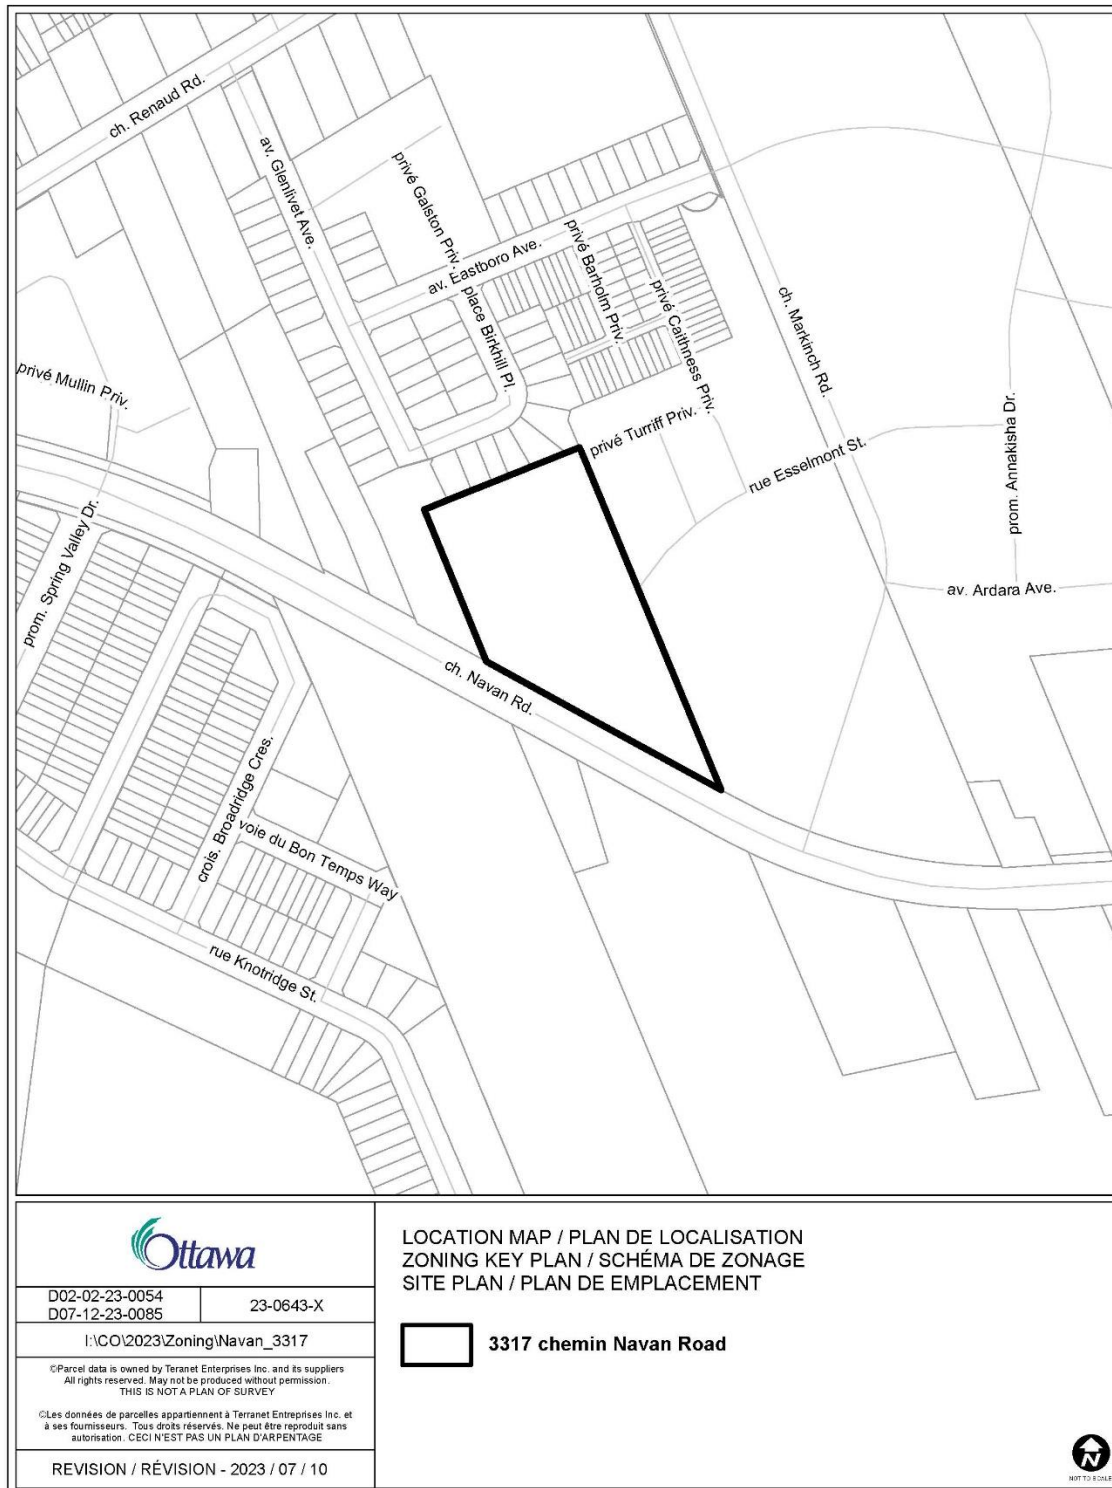 ch. Renaud Rd.
av. Glenlivet Ave.
privé Galston Priv.
av. Eastboro Ave.
place Birkhill Pl.
privé Barholm Priv.
privé Caithness Priv.
ch. Markinch Rd.
privé Mullin Priv.
privé Turriff Priv.
rue Esselmont St.
prom. Annakisha Dr.
prom. Spring Valley Dr.
av. Ardara Ave.
ch. Navan Rd.
crois. Broadridge Cres.
voie du Bon Temps Way
rue Knotridge St.
Ottawa
D02-02-23-0054
D07-12-23-0085
23-0643-X
I:\CO\2023\Zoning\Navan_3317
©Parcel data is owned by Teranet Enterprises Inc. and its suppliers
All rights reserved. May not be produced without permission.
THIS IS NOT A PLAN OF SURVEY
©Les données de parcelles appartiennent à Terranet Entreprises Inc. et
à ses fournisseurs. Tous droits réservés. Ne peut être reproduit sans
autorisation. CECI N'EST PAS UN PLAN D'ARPENTAGE
REVISION / RÉVISION - 2023 / 07 / 10
LOCATION MAP / PLAN DE LOCALISATION
ZONING KEY PLAN / SCHÉMA DE ZONAGE
SITE PLAN / PLAN DE EMPLACEMENT
3317 chemin Navan Road
N
NOT TO SCALE